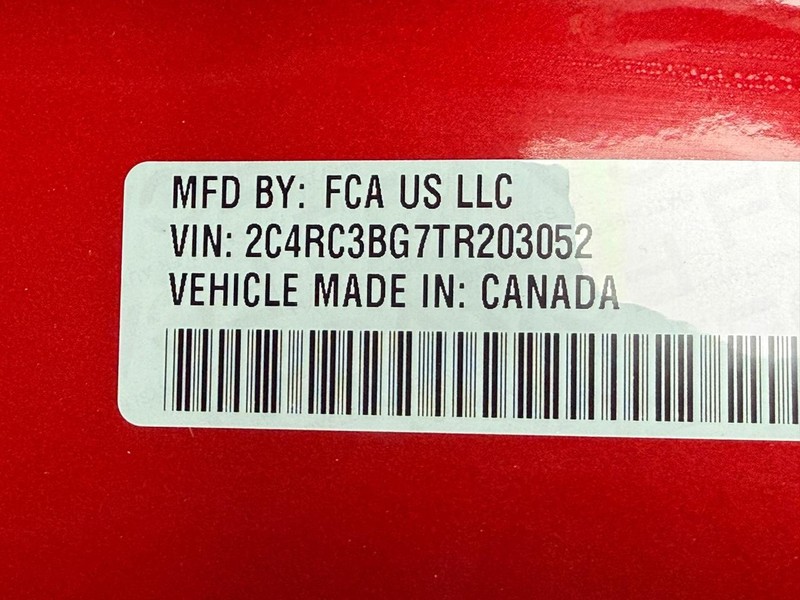 MFD BY: FCA US LLC
VIN: 2C4RC3BG7TR203052
VEHICLE MADE IN: CANADA